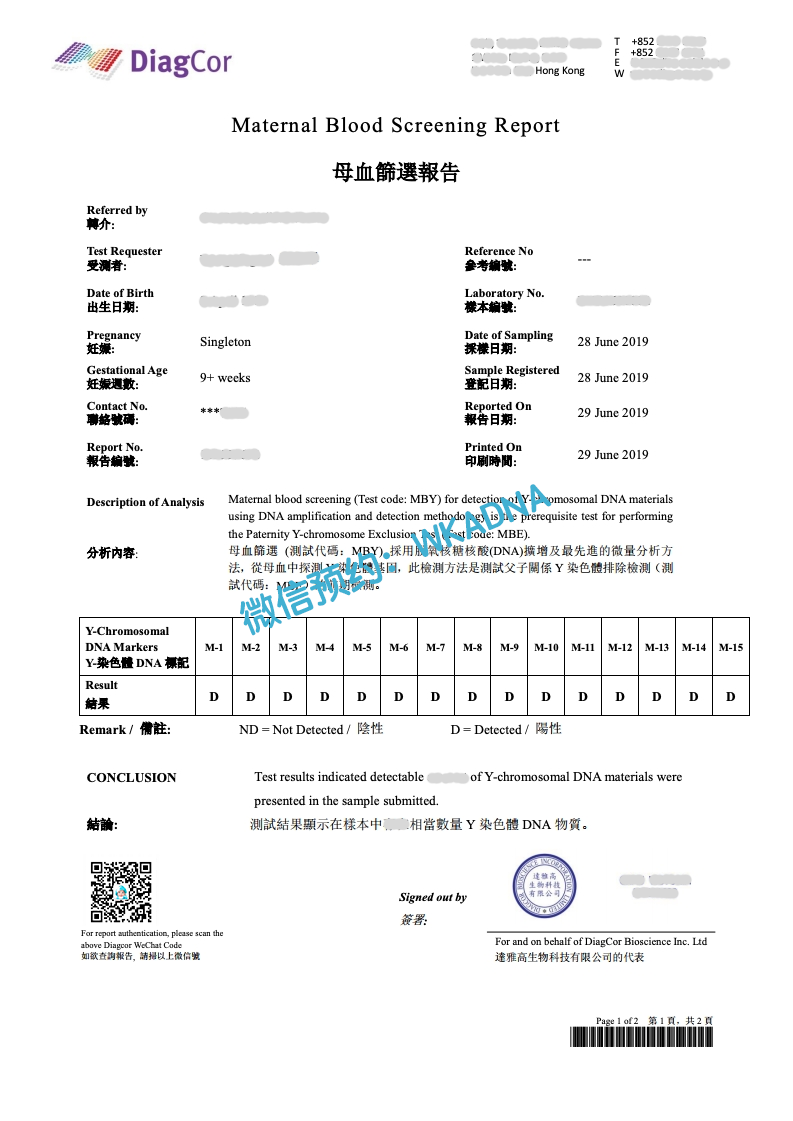 DiagCor
T +852
F +852
E
Hong Kong
W
Maternal Blood Screening Report
母血篩選報告
Referred by
轉介:
Test Requester
受測者:
Reference No
參考編號:
---
Date of Birth
出生日期:
Laboratory No.
樣本編號:
Pregnancy
妊娠:
Singleton
Date of Sampling
採樣日期:
28 June 2019
Gestational Age
妊娠週數:
9+ weeks
Sample Registered
登記日期:
28 June 2019
Contact No.
聯絡號碼:
***
Reported On
報告日期:
29 June 2019
Report No.
報告編號:
Printed On
印刷時間:
29 June 2019
Description of Analysis
Maternal blood screening (Test code: MBY) for detection of Y-chromosomal DNA materials
using DNA amplification and detection methodology is the prerequisite test for performing
the Paternity Y-chromosome Exclusion Test (Test code: MBE).
分析內容:
母血篩選 (測試代碼：MBY) 採用脫氧核糖核酸(DNA)擴增及最先進的微量分析方
法，從母血中探測 Y 染色體基因，此檢測方法是測試父子關係 Y 染色體排除檢測（測
試代碼：MBE）的前期檢測。
微信预约：WKADNA
Y-Chromosomal
DNA Markers
Y-染色體 DNA 標記
M-1 M-2 M-3 M-4 M-5 M-6 M-7 M-8 M-9 M-10 M-11 M-12 M-13 M-14 M-15
Result
結果
D D D D D D D D D D D D D D D
Remark / 備註: ND = Not Detected / 陰性 D = Detected / 陽性
CONCLUSION
Test results indicated detectable of Y-chromosomal DNA materials were
presented in the sample submitted.
結論:
測試結果顯示在樣本中 相當數量 Y 染色體 DNA 物質。
DIAGCOR BIOSCIENCE INCORPORATION LIMITED
達雅高
生物科技
有限公司
Signed out by
簽署:
For report authentication, please scan the
above Diagcor WeChat Code
如欲查詢報告, 請掃以上微信號
For and on behalf of DiagCor Bioscience Inc. Ltd
達雅高生物科技有限公司的代表
Page 1 of 2 第 1 頁，共 2 頁